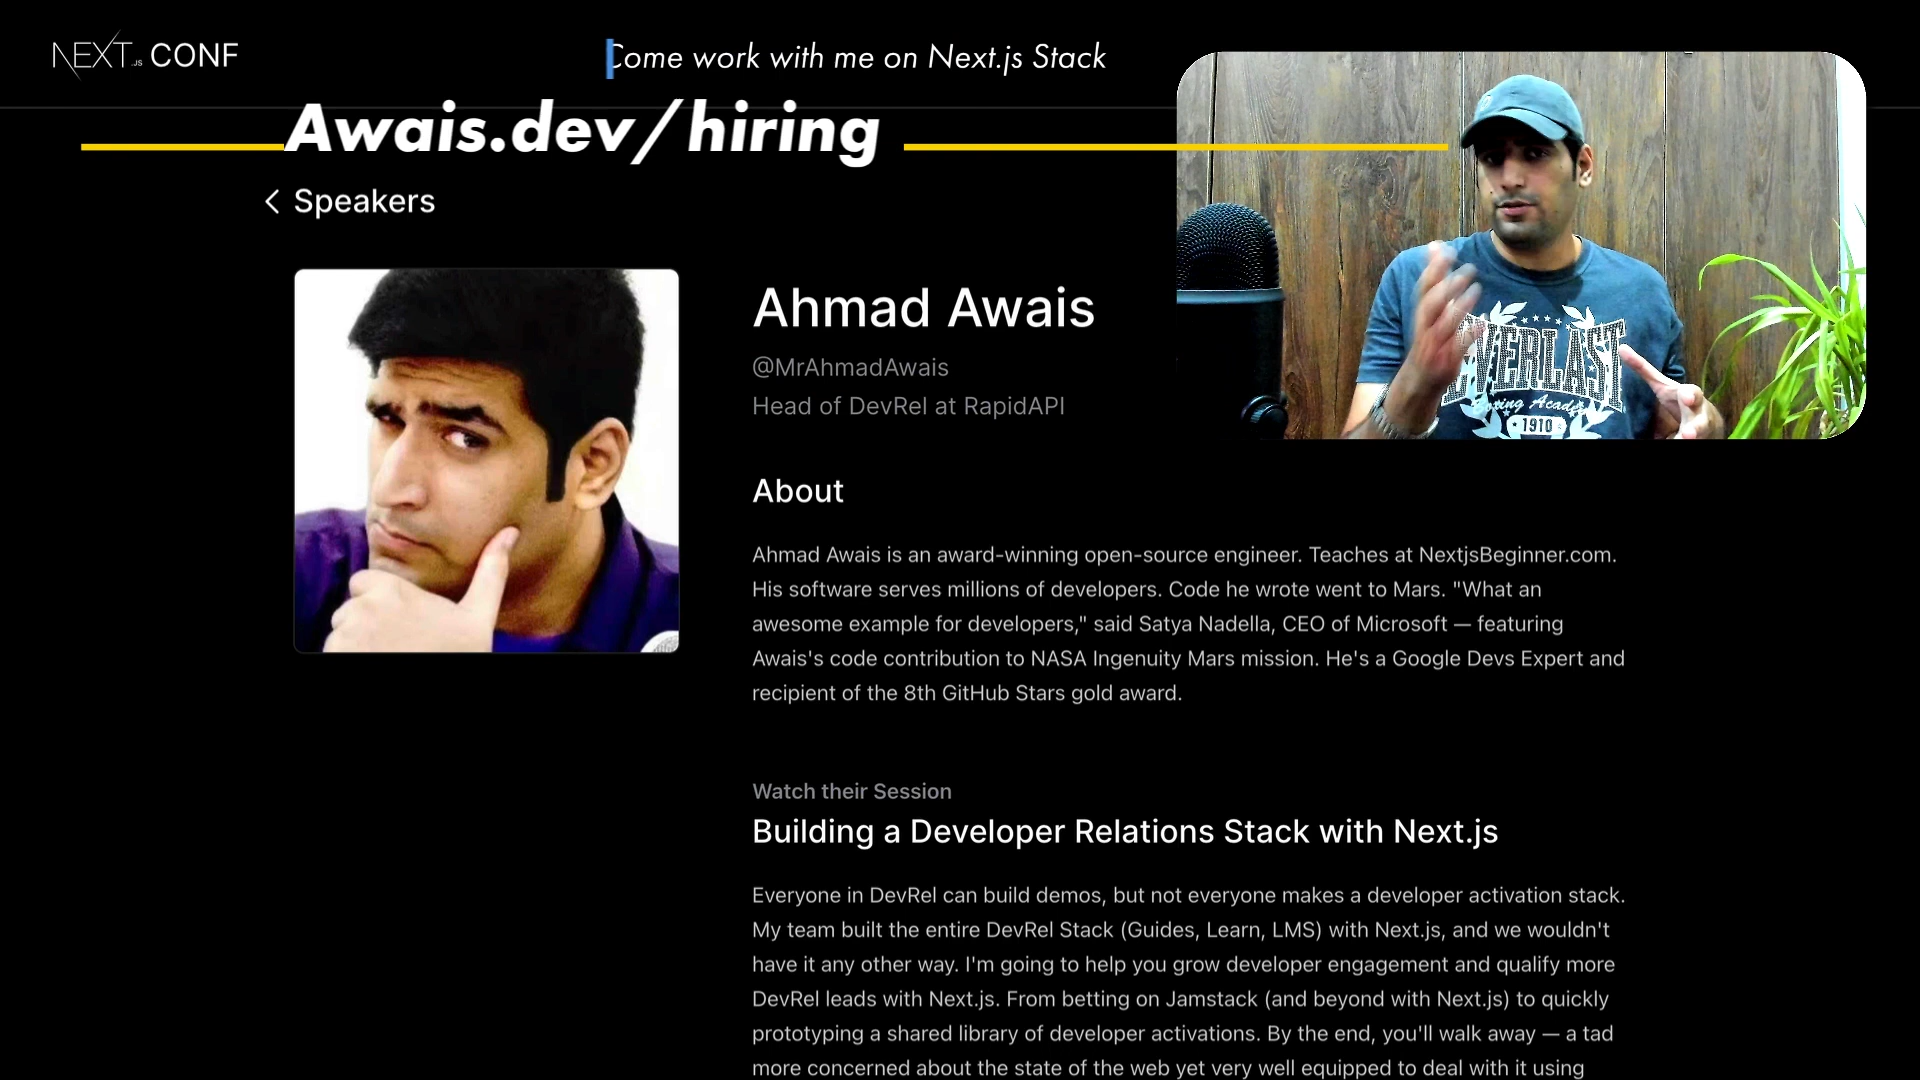 NEXT.JS CONF
Come work with me on Next.js Stack
Awais.dev/hiring
Speakers
Ahmad Awais
@MrAhmadAwais
Head of DevRel at RapidAPI
EVERLAST
Boxing Academy
1910
About
Ahmad Awais is an award-winning open-source engineer. Teaches at NextjsBeginner.com.
His software serves millions of developers. Code he wrote went to Mars. "What an
awesome example for developers," said Satya Nadella, CEO of Microsoft — featuring
Awais's code contribution to NASA Ingenuity Mars mission. He's a Google Devs Expert and
recipient of the 8th GitHub Stars gold award.
Watch their Session
Building a Developer Relations Stack with Next.js
Everyone in DevRel can build demos, but not everyone makes a developer activation stack.
My team built the entire DevRel Stack (Guides, Learn, LMS) with Next.js, and we wouldn't
have it any other way. I'm going to help you grow developer engagement and qualify more
DevRel leads with Next.js. From betting on Jamstack (and beyond with Next.js) to quickly
prototyping a shared library of developer activations. By the end, you'll walk away — a tad
more concerned about the state of the web yet very well equipped to deal with it using